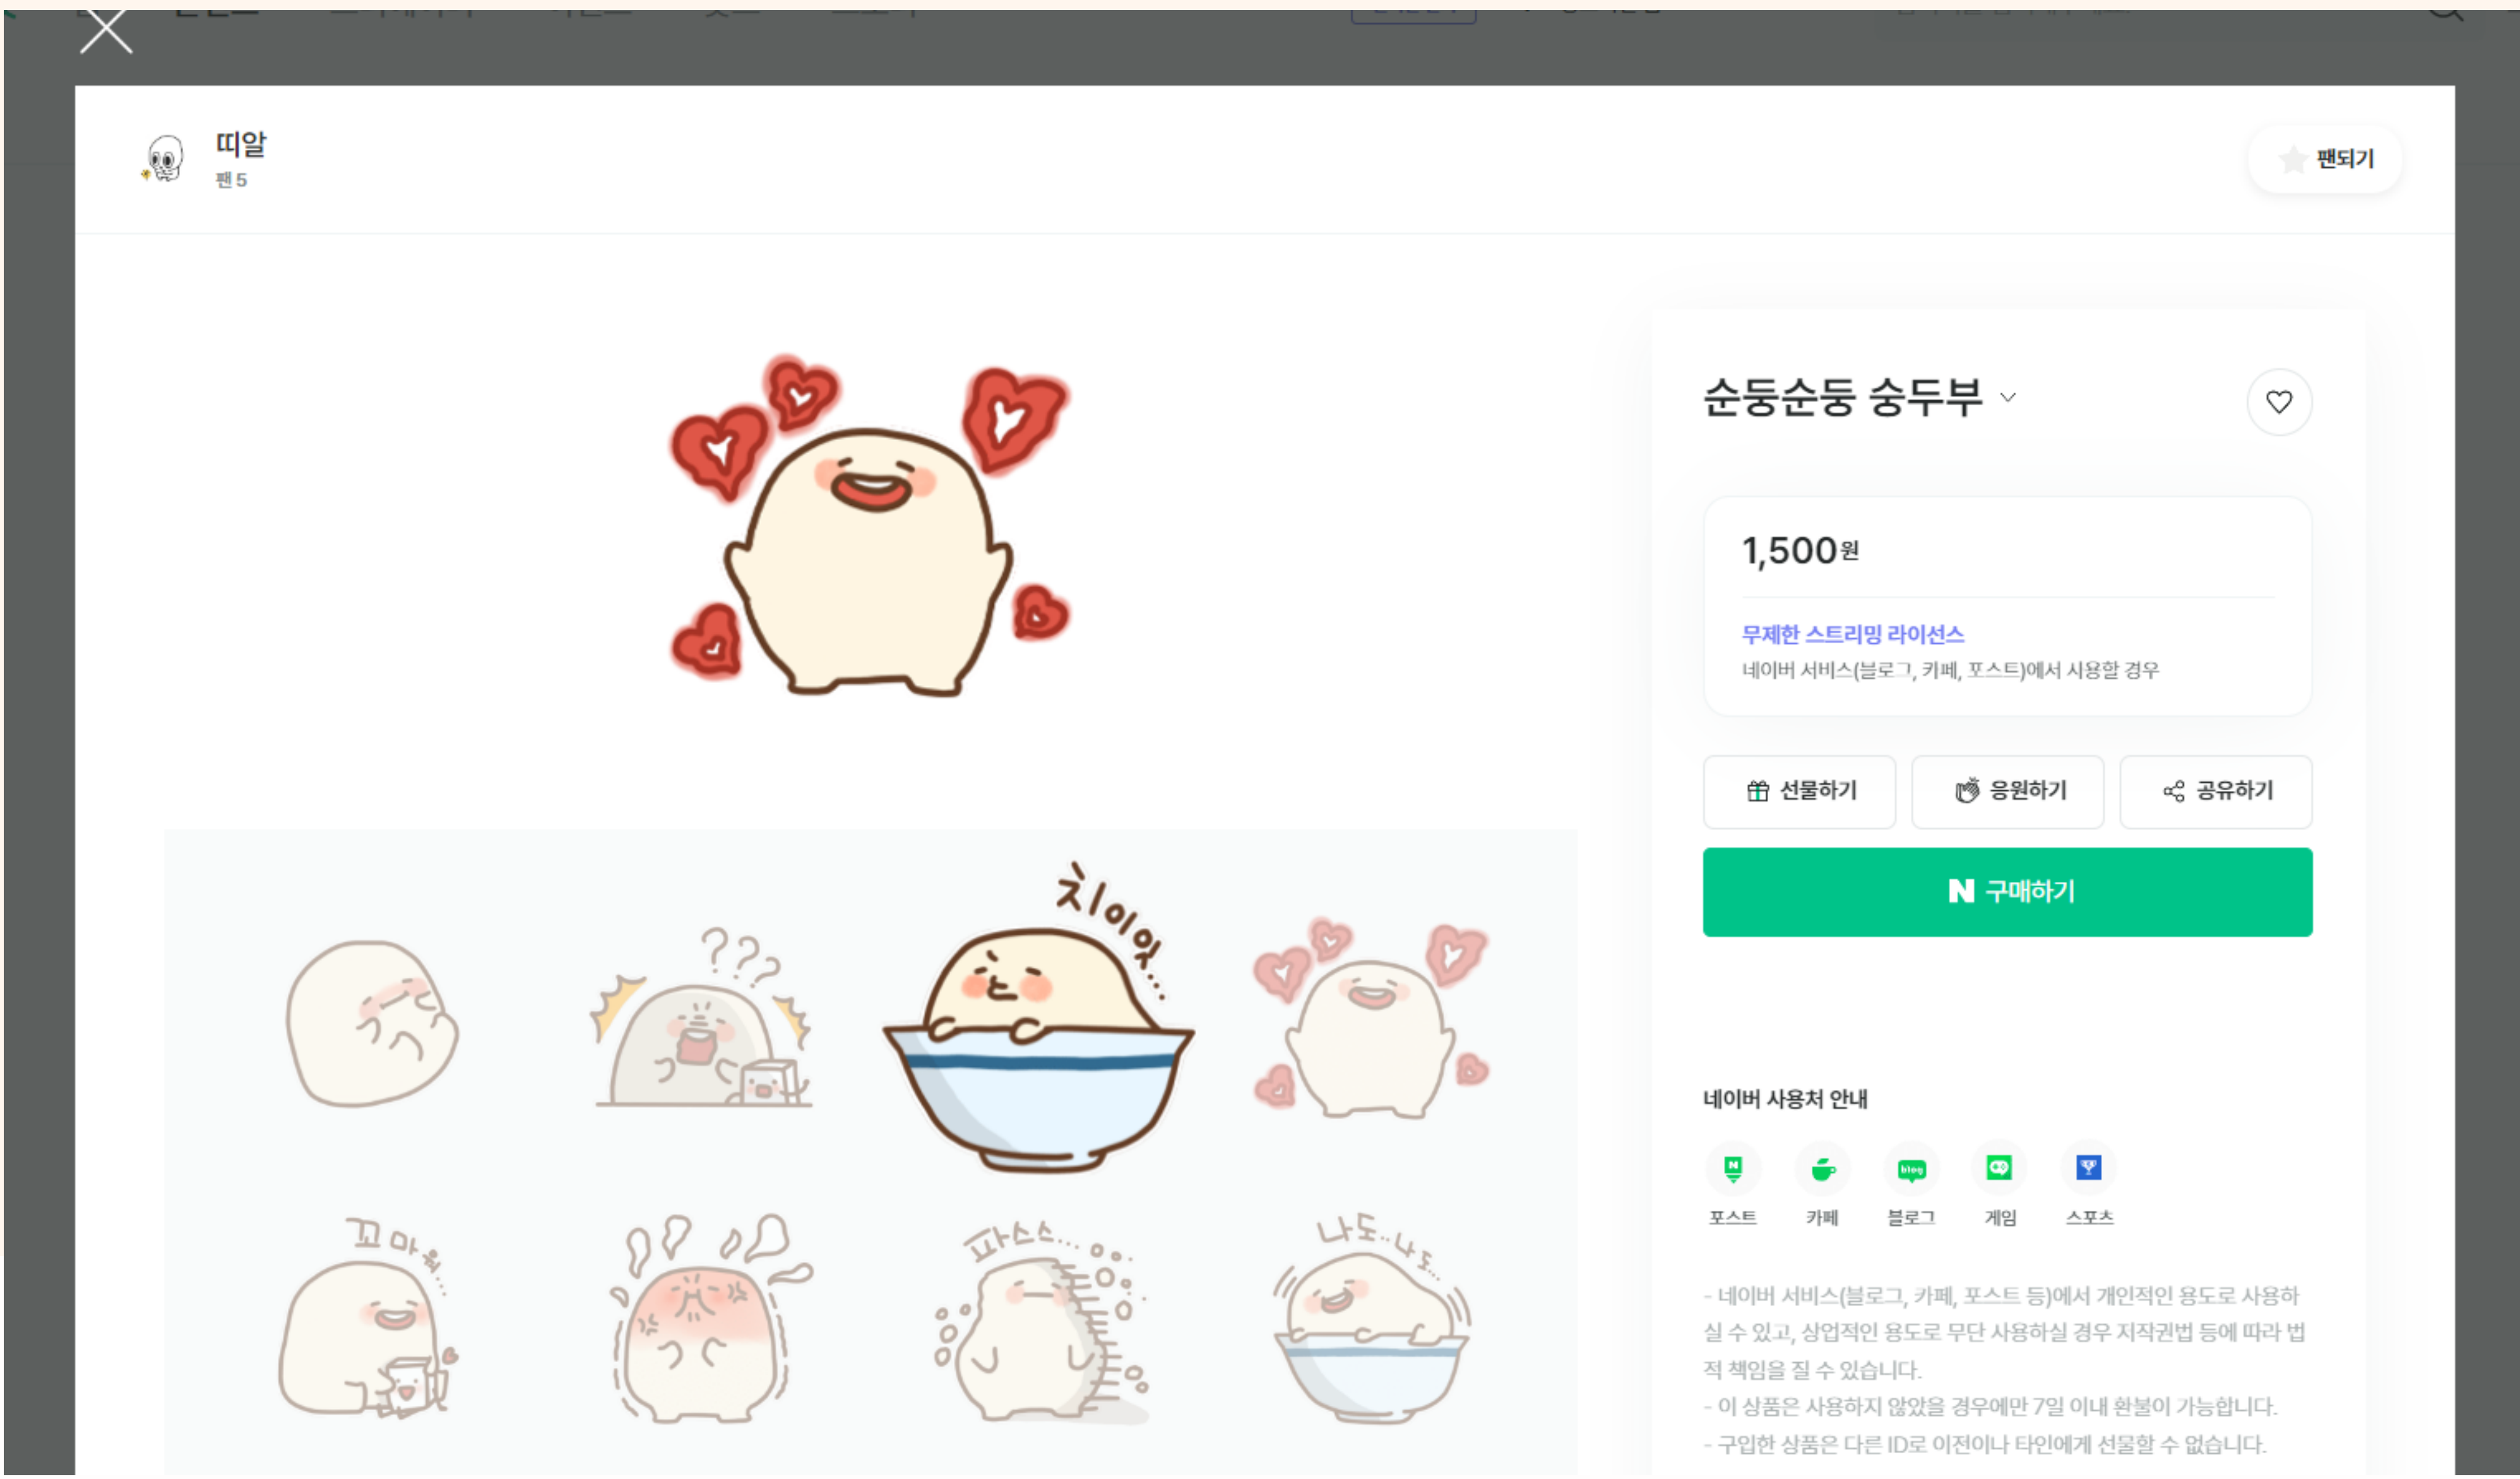 띠알
팬 5
팬되기
순둥순둥 숭두부
1,500원
무제한 스트리밍 라이선스
네이버 서비스(블로그, 카페, 포스트)에서 사용할 경우
선물하기
응원하기
공유하기
N 구매하기
치이익...
꼬마워...
???
파스스...
나도..나도...
네이버 사용처 안내
포스트
카페
blog
블로그
게임
스포츠
- 네이버 서비스(블로그, 카페, 포스트 등)에서 개인적인 용도로 사용하
실 수 있고, 상업적인 용도로 무단 사용하실 경우 지작권법 등에 따라 법
적 책임을 질 수 있습니다.
- 이 상품은 사용하지 않았을 경우에만 7일 이내 환불이 가능합니다.
- 구입한 상품은 다른 ID로 이전이나 타인에게 선물할 수 없습니다.